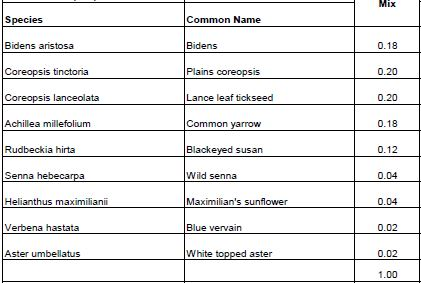 Mix
Species Common Name
Bidens aristosa Bidens 0.18
Coreopsis tinctoria Plains coreopsis 0.20
Coreopsis lanceolata Lance leaf tickseed 0.20
Achillea millefolium Common yarrow 0.18
Rudbeckia hirta Blackeyed susan 0.12
Senna hebecarpa Wild senna 0.04
Helianthus maximilianii Maximilian's sunflower 0.04
Verbena hastata Blue vervain 0.02
Aster umbellatus White topped aster 0.02
1.00